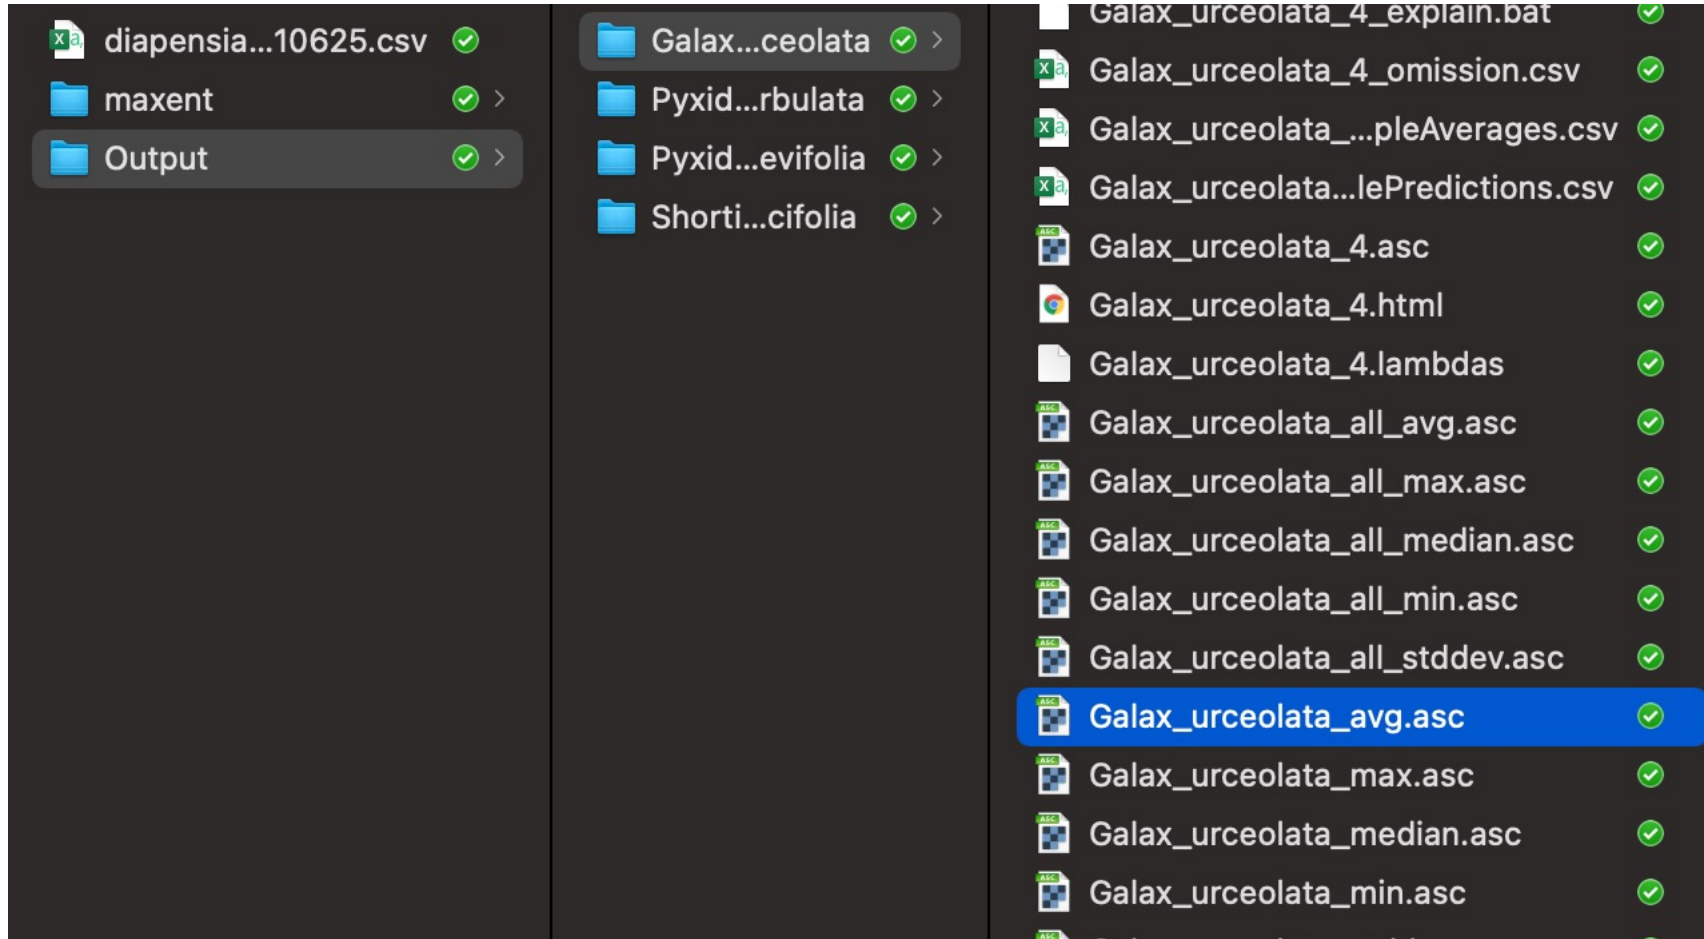 diapensia...10625.csv
maxent
Output
Galax...ceolata
Pyxid...rbulata
Pyxid...evifolia
Shorti...cifolia
Galax_urceolata_4_explain.bat
Galax_urceolata_4_omission.csv
Galax_urceolata_...pleAverages.csv
Galax_urceolata...lePredictions.csv
Galax_urceolata_4.asc
Galax_urceolata_4.html
Galax_urceolata_4.lambdas
Galax_urceolata_all_avg.asc
Galax_urceolata_all_max.asc
Galax_urceolata_all_median.asc
Galax_urceolata_all_min.asc
Galax_urceolata_all_stddev.asc
Galax_urceolata_avg.asc
Galax_urceolata_max.asc
Galax_urceolata_median.asc
Galax_urceolata_min.asc